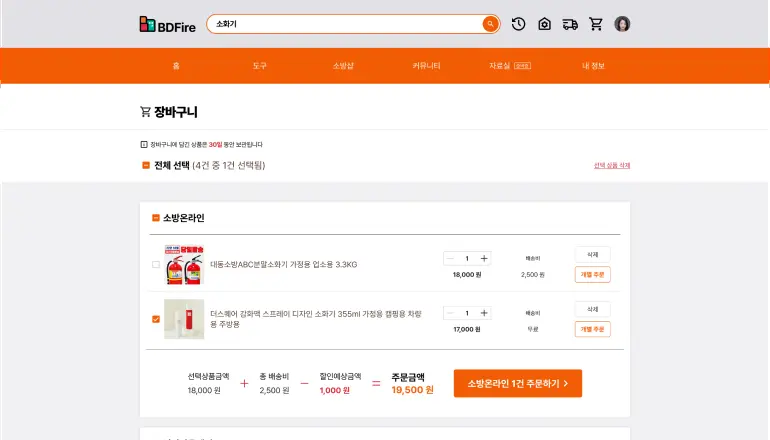 BDFire
소화기
홈
도구
소방샵
커뮤니티
자료실
내 정보
장바구니
장바구니에 담긴 상품은 30일 동안 보관됩니다
전체 선택 (4건 중 1건 선택됨)
선택 상품 삭제
소방온라인
당일발송
대동소방ABC분말소화기 가정용 업소용 3.3KG
1
18,000 원
배송비
2,500 원
삭제
개별 주문
더스퀘어 강화액 스프레이 디자인 소화기 355ml 가정용 캠핑용 차량
용 주방용
1
17,000 원
배송비
무료
삭제
개별 주문
선택상품금액
18,000 원
+
총 배송비
2,500 원
−
할인예상금액
1,000 원
=
주문금액
19,500 원
소방온라인 1건 주문하기 >